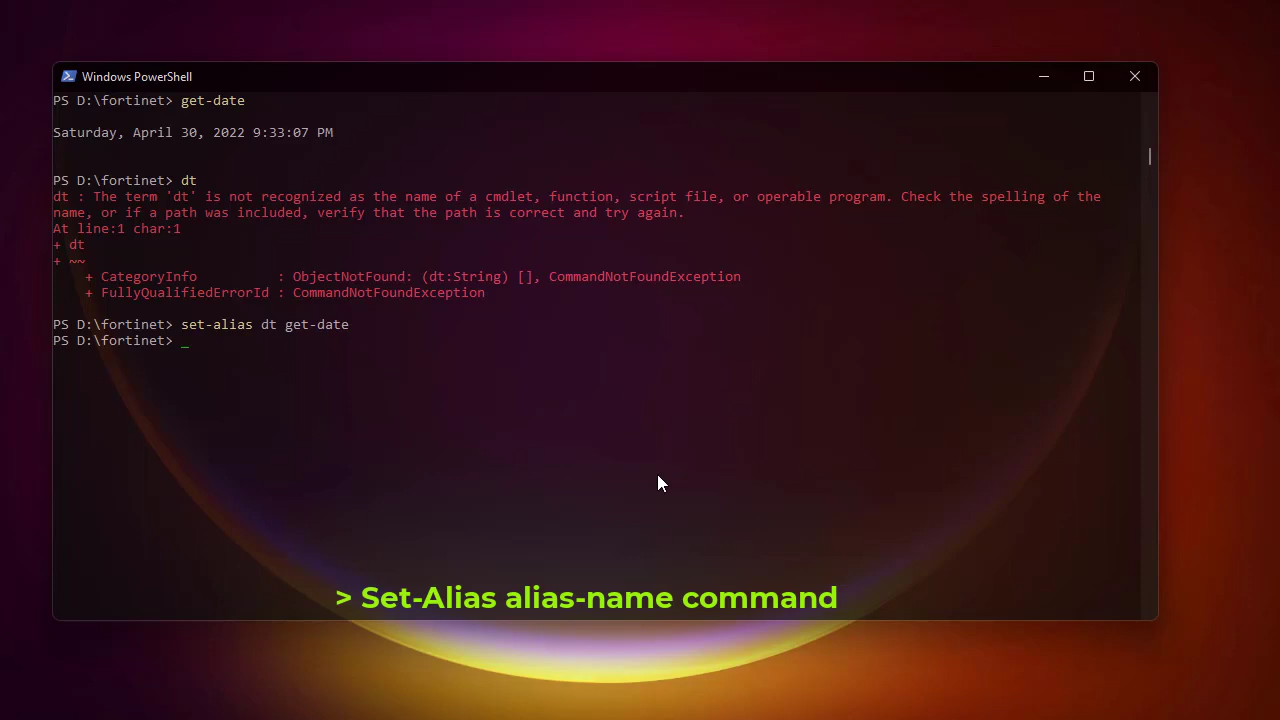 Windows PowerShell
PS D:\fortinet> get-date
Saturday, April 30, 2022 9:33:07 PM
PS D:\fortinet> dt
dt : The term 'dt' is not recognized as the name of a cmdlet, function, script file, or operable program. Check the spelling of the
name, or if a path was included, verify that the path is correct and try again.
At line:1 char:1
+ dt
+ ~~
    + CategoryInfo          : ObjectNotFound: (dt:String) [], CommandNotFoundException
    + FullyQualifiedErrorId : CommandNotFoundException
PS D:\fortinet> set-alias dt get-date
PS D:\fortinet> _
> Set-Alias alias-name command